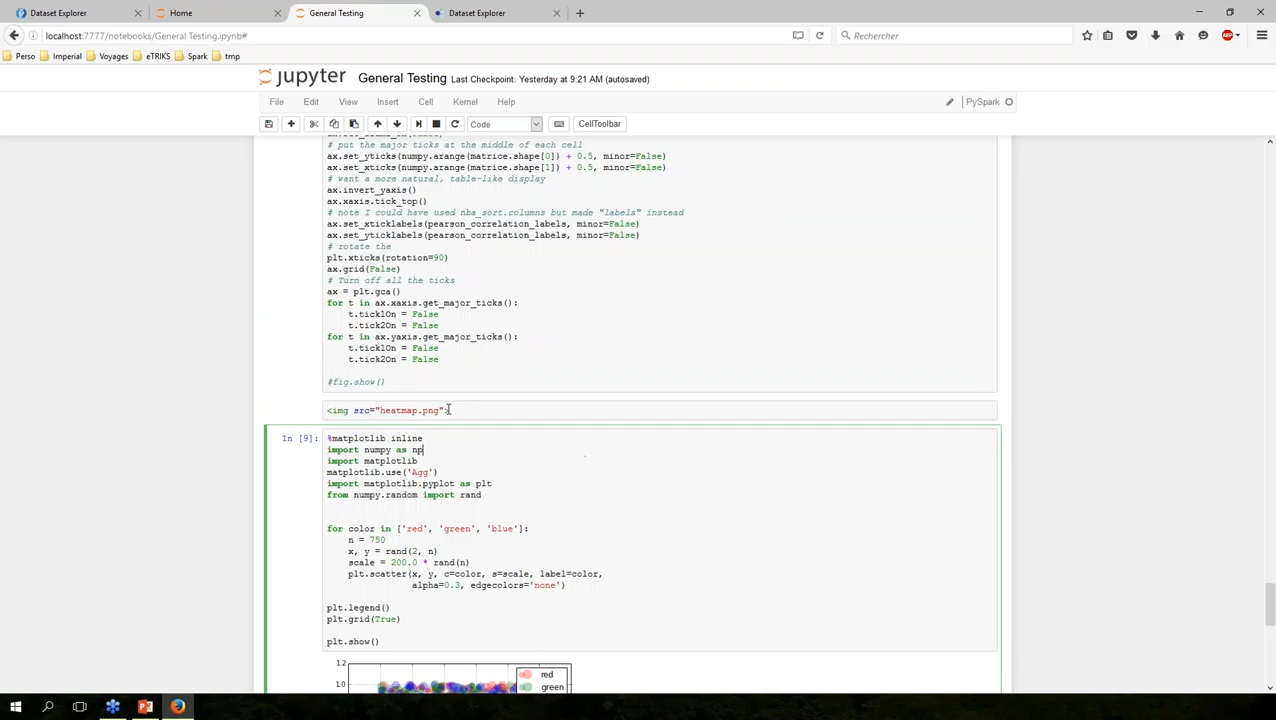 Dataset Explorer
Home
General Testing
Dataset Explorer
localhost:7777/notebooks/General Testing.ipynb#
Rechercher
ABP
Perso
Imperial
Voyages
eTRIKS
Spark
tmp
jupyter General Testing Last Checkpoint: Yesterday at 9:21 AM (autosaved)
File Edit View Insert Cell Kernel Help
PySpark
Code
CellToolbar
# put the major ticks at the middle of each cell
ax.set_yticks(numpy.arange(matrice.shape[0]) + 0.5, minor=False)
ax.set_xticks(numpy.arange(matrice.shape[1]) + 0.5, minor=False)
# want a more natural, table-like display
ax.invert_yaxis()
ax.xaxis.tick_top()
# note I could have used nba_sort.columns but made "labels" instead
ax.set_xticklabels(pearson_correlation_labels, minor=False)
ax.set_yticklabels(pearson_correlation_labels, minor=False)
# rotate the
plt.xticks(rotation=90)
ax.grid(False)
# Turn off all the ticks
ax = plt.gca()
for t in ax.xaxis.get_major_ticks():
t.tick1On = False
t.tick2On = False
for t in ax.yaxis.get_major_ticks():
t.tick1On = False
t.tick2On = False
#fig.show()
<img src="heatmap.png">
In [9]:
%matplotlib inline
import numpy as np
import matplotlib
matplotlib.use('Agg')
import matplotlib.pyplot as plt
from numpy.random import rand
for color in ['red', 'green', 'blue']:
n = 750
x, y = rand(2, n)
scale = 200.0 * rand(n)
plt.scatter(x, y, c=color, s=scale, label=color,
alpha=0.3, edgecolors='none')
plt.legend()
plt.grid(True)
plt.show()
1.2
red
1.0
green